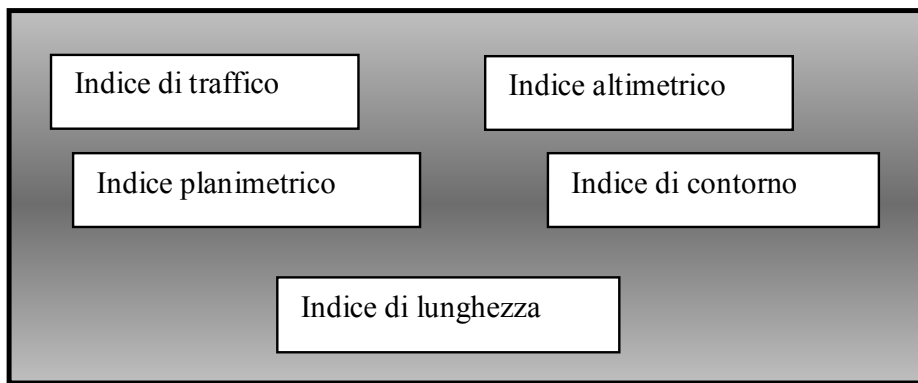 Indice di traffico
Indice altimetrico
Indice planimetrico
Indice di contorno
Indice di lunghezza